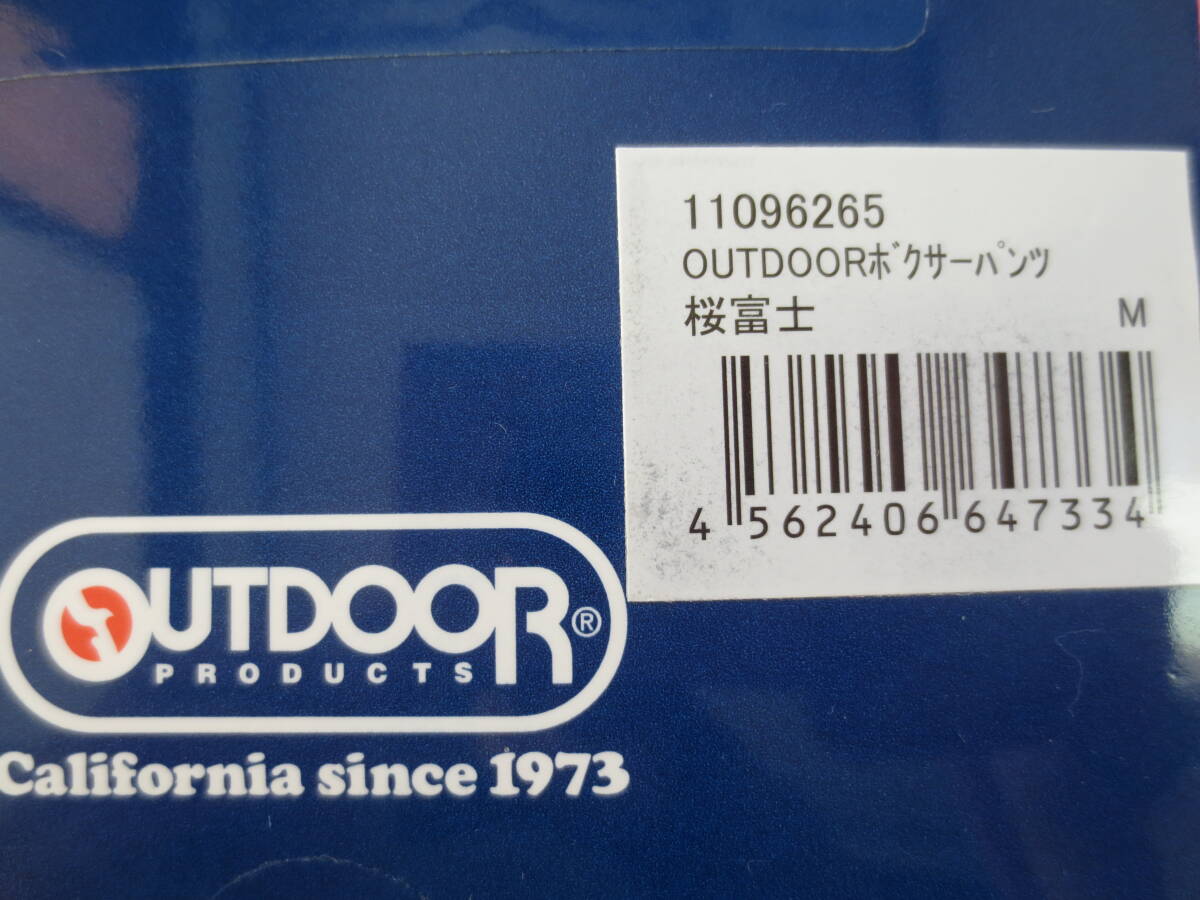 11096265
OUTDOORﾎﾞｸサーﾊﾟﾝﾂ
桜富士 M
4 562406 647334
OUTDOOR®
PRODUCTS
California since 1973